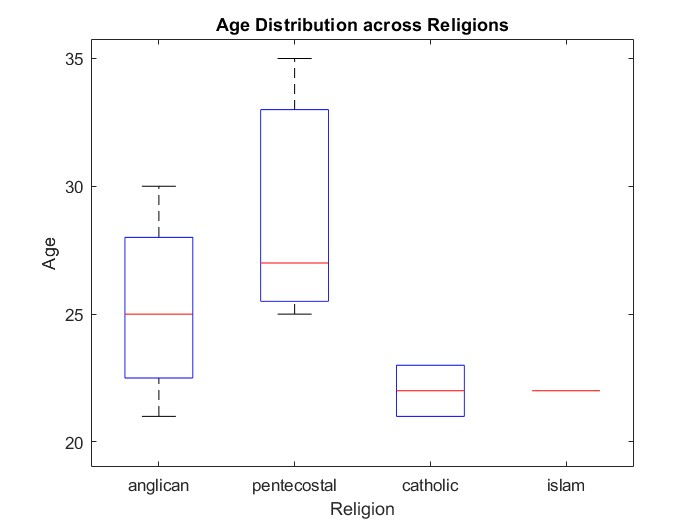 Age Distribution across Religions
35
30
25
20
Age
anglican pentecostal catholic islam
Religion